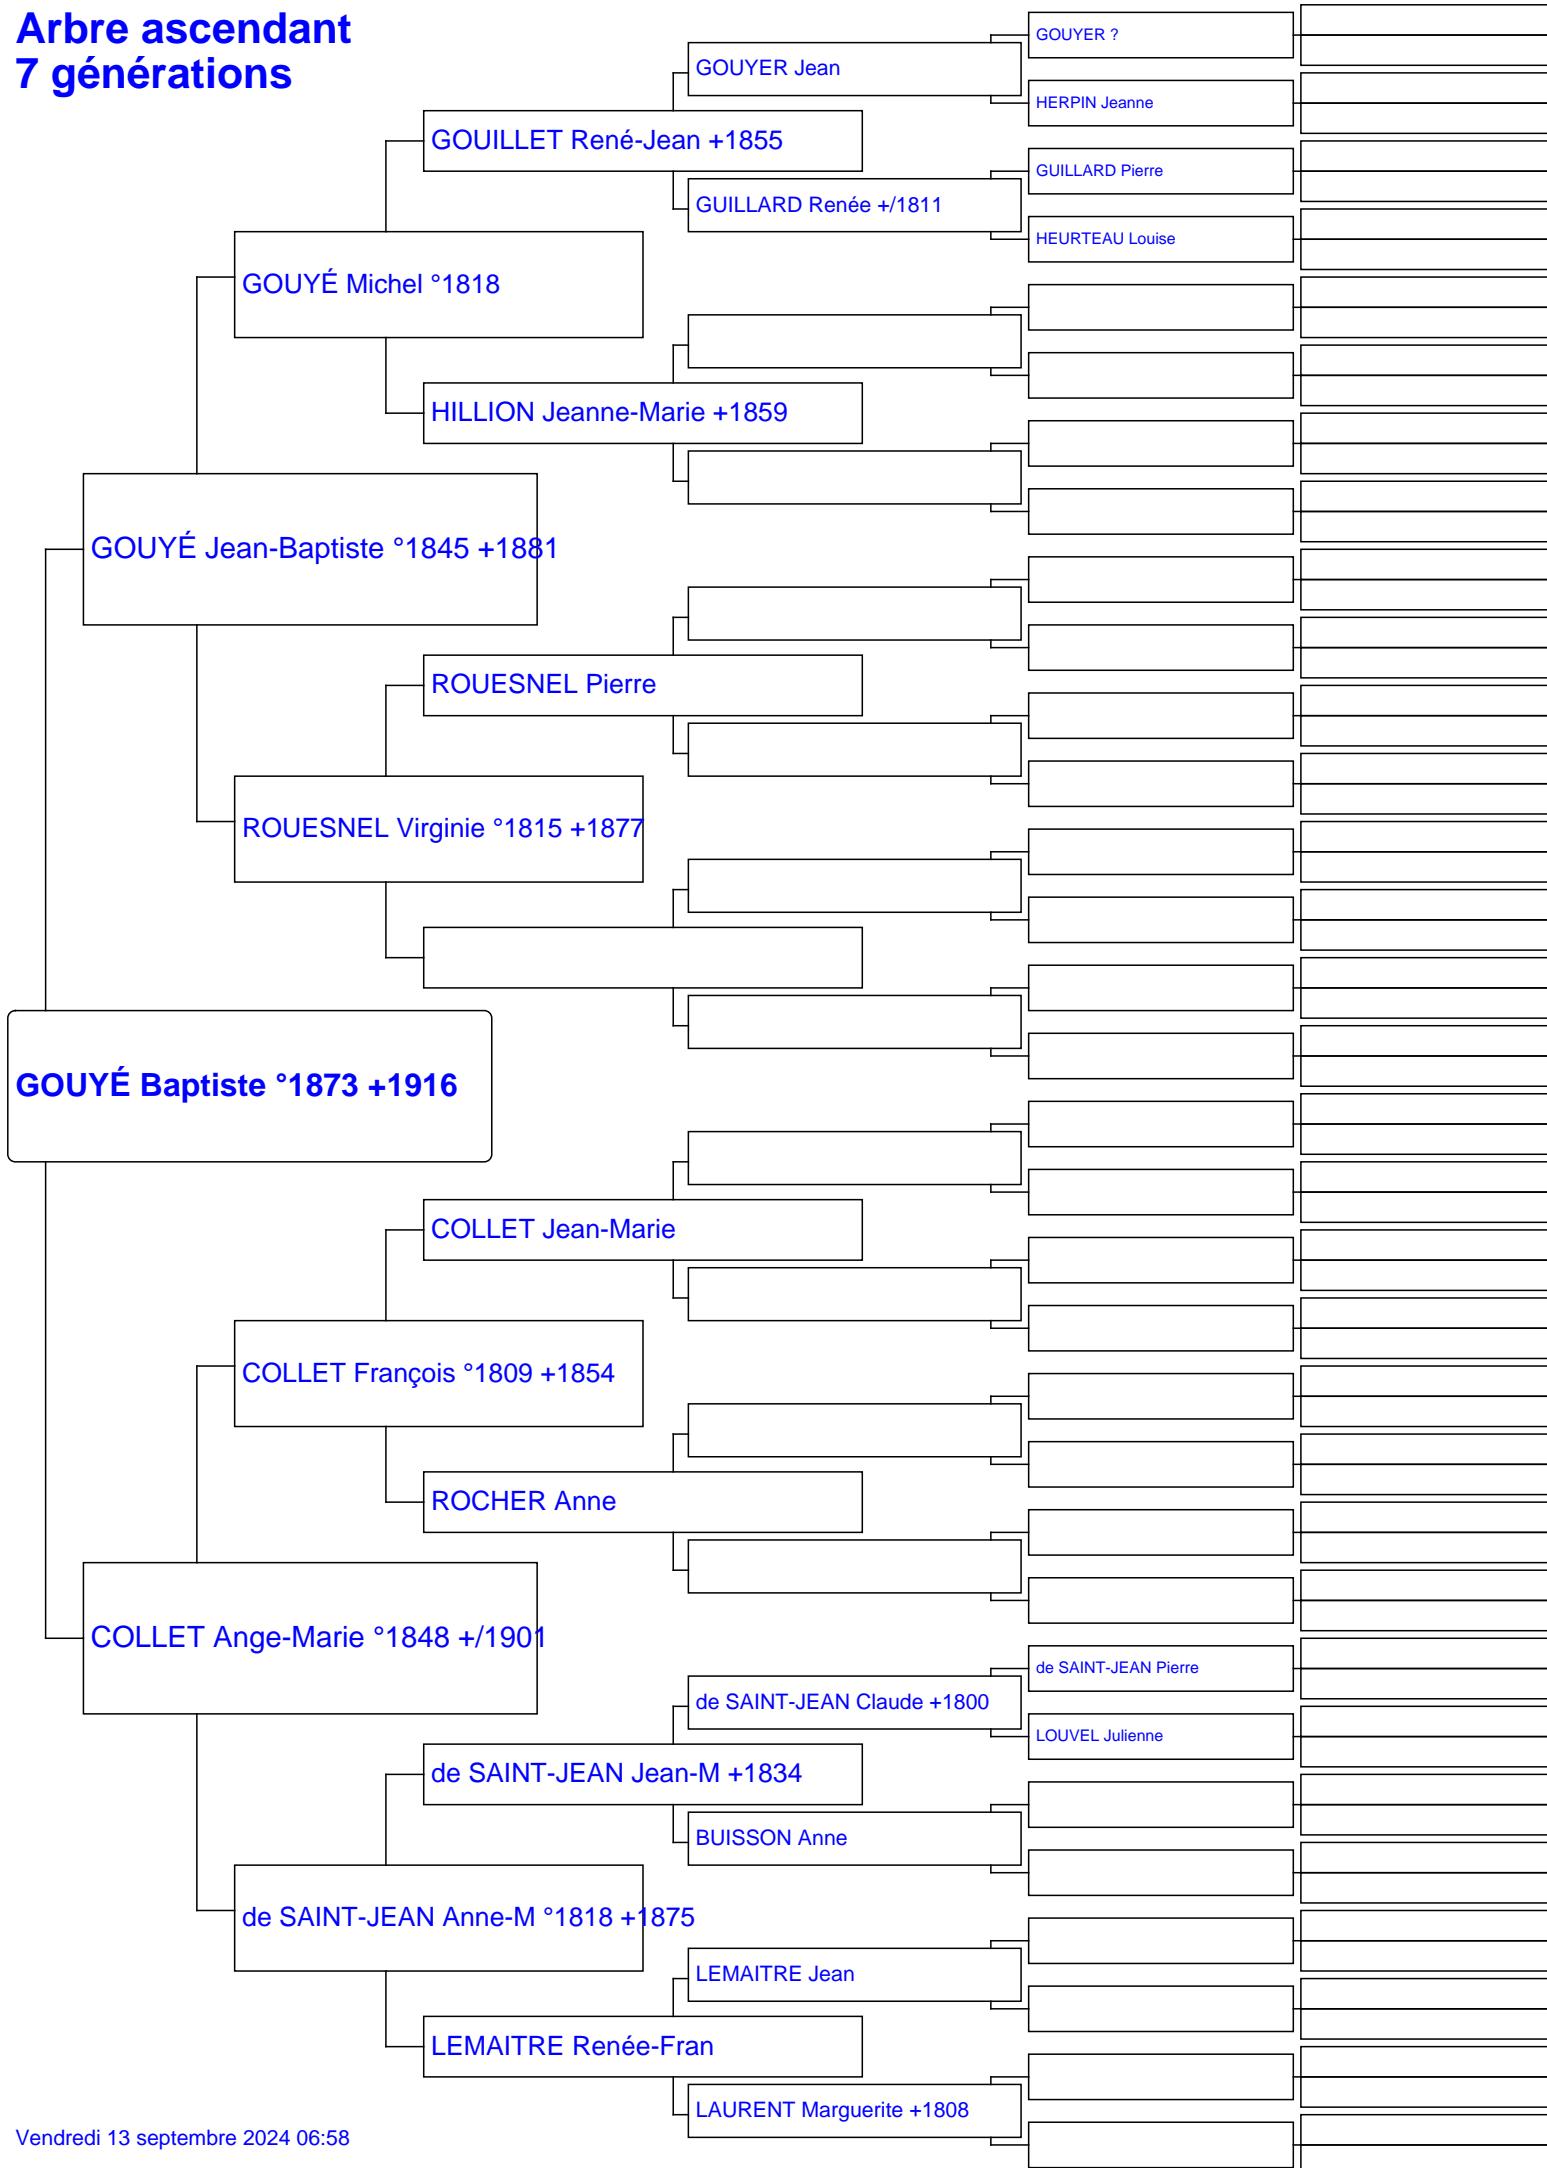 Arbre ascendant
7 générations
GOUYER ?
GOUYER Jean
HERPIN Jeanne
GOUILLET René-Jean +1855
GUILLARD Pierre
GUILLARD Renée +/1811
HEURTEAU Louise
GOUYÉ Michel °1818
HILLION Jeanne-Marie +1859
GOUYÉ Jean-Baptiste °1845 +1881
ROUESNEL Pierre
ROUESNEL Virginie °1815 +1877
GOUYÉ Baptiste °1873 +1916
COLLET Jean-Marie
COLLET François °1809 +1854
ROCHER Anne
COLLET Ange-Marie °1848 +/1901
de SAINT-JEAN Pierre
de SAINT-JEAN Claude +1800
LOUVEL Julienne
de SAINT-JEAN Jean-M +1834
BUISSON Anne
de SAINT-JEAN Anne-M °1818 +1875
LEMAITRE Jean
LEMAITRE Renée-Fran
LAURENT Marguerite +1808
Vendredi 13 septembre 2024 06:58